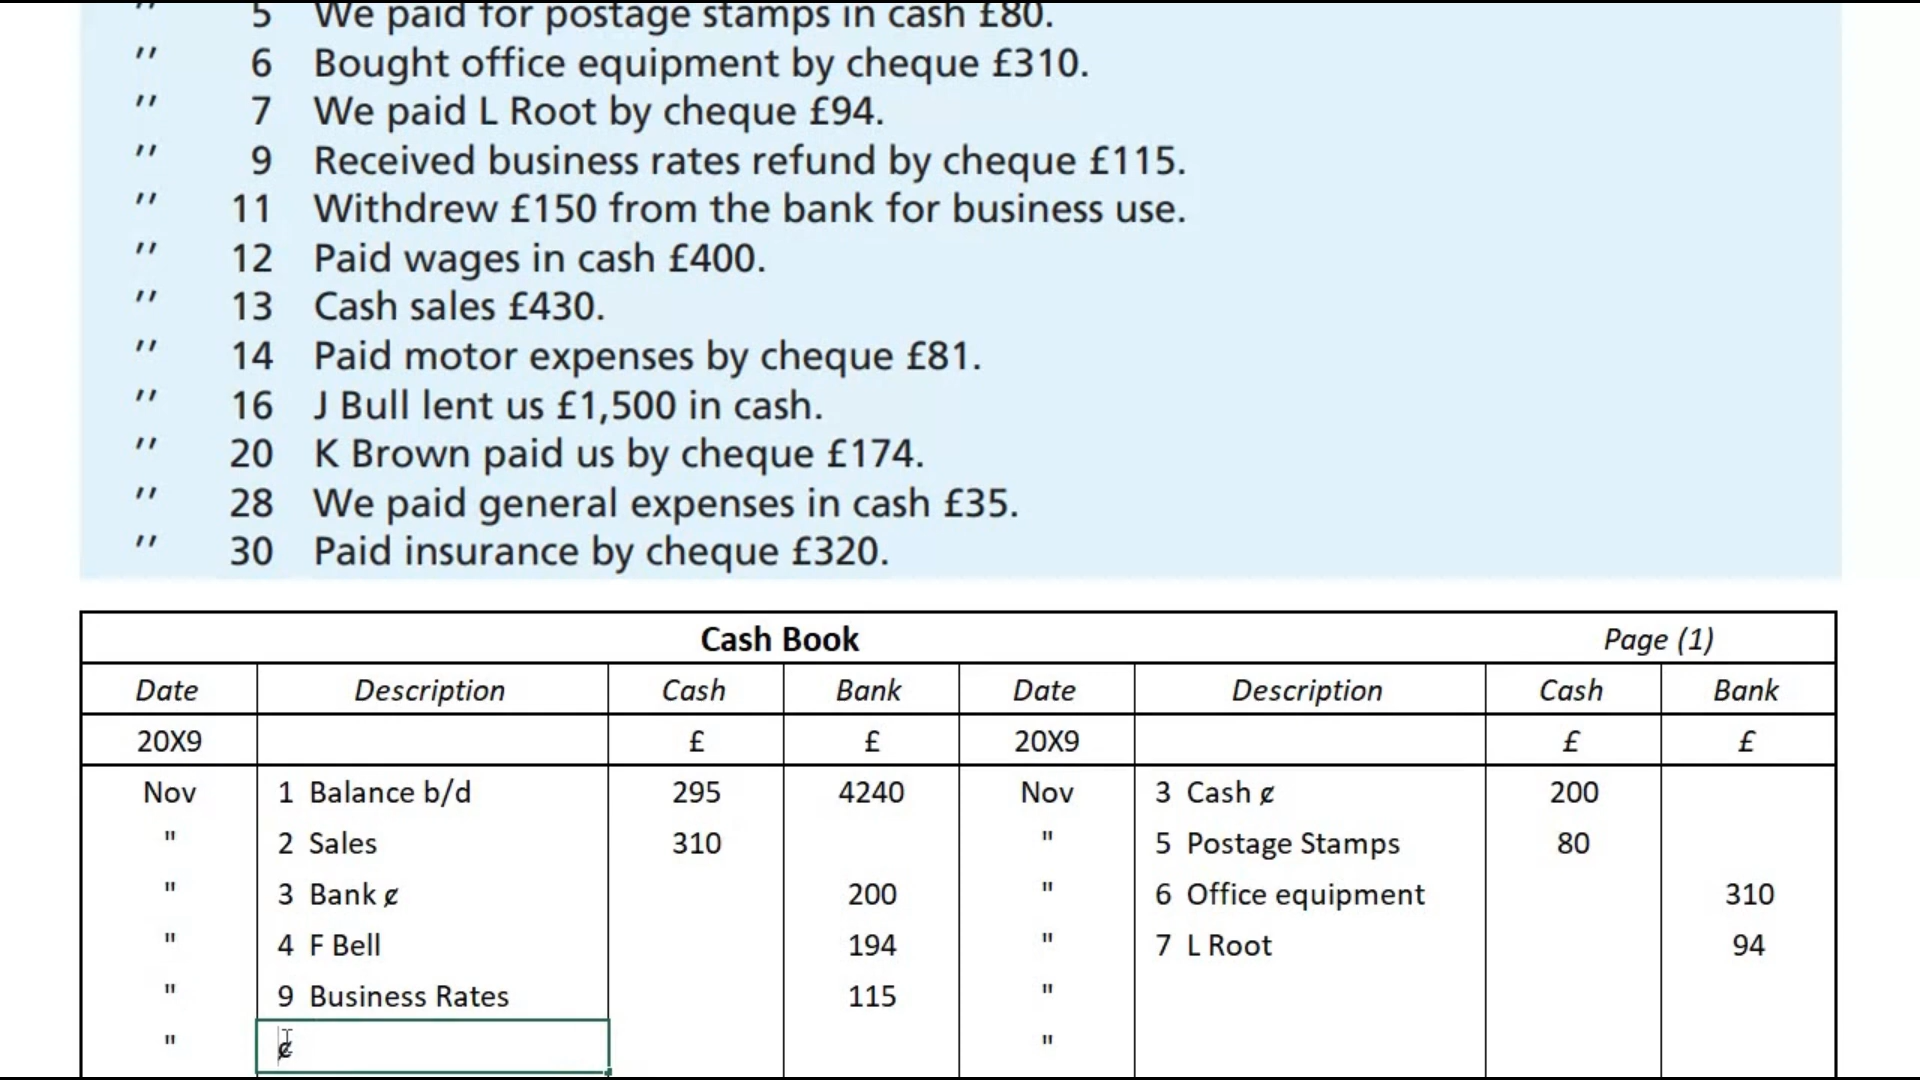 " 5 We paid for postage stamps in cash £80.
" 6 Bought office equipment by cheque £310.
" 7 We paid L Root by cheque £94.
" 9 Received business rates refund by cheque £115.
" 11 Withdrew £150 from the bank for business use.
" 12 Paid wages in cash £400.
" 13 Cash sales £430.
" 14 Paid motor expenses by cheque £81.
" 16 J Bull lent us £1,500 in cash.
" 20 K Brown paid us by cheque £174.
" 28 We paid general expenses in cash £35.
" 30 Paid insurance by cheque £320.
Cash Book Page (1)
Date Description Cash Bank Date Description Cash Bank
20X9 £ £ 20X9 £ £
Nov 1 Balance b/d 295 4240 Nov 3 Cash ȼ 200
" 2 Sales 310 " 5 Postage Stamps 80
" 3 Bank ȼ 200 " 6 Office equipment 310
" 4 F Bell 194 " 7 L Root 94
" 9 Business Rates 115 "
" ȼ "